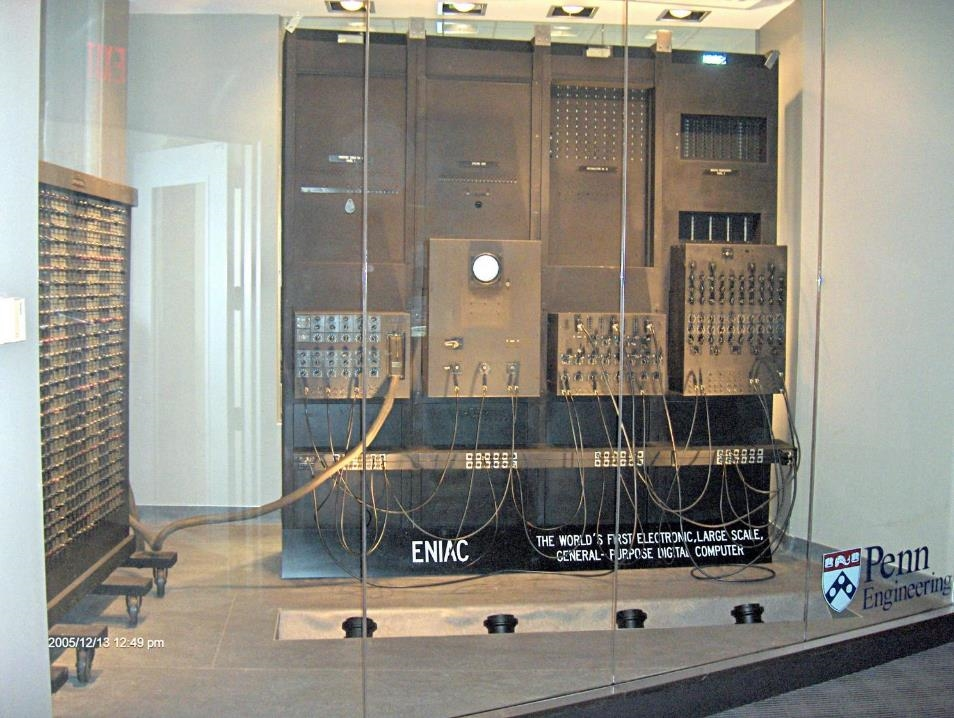 EXIT
ENIAC
THE WORLD'S FIRST ELECTRONIC, LARGE SCALE,
GENERAL-PURPOSE DIGITAL COMPUTER
Penn
Engineering
2005/12/13 12:49 pm